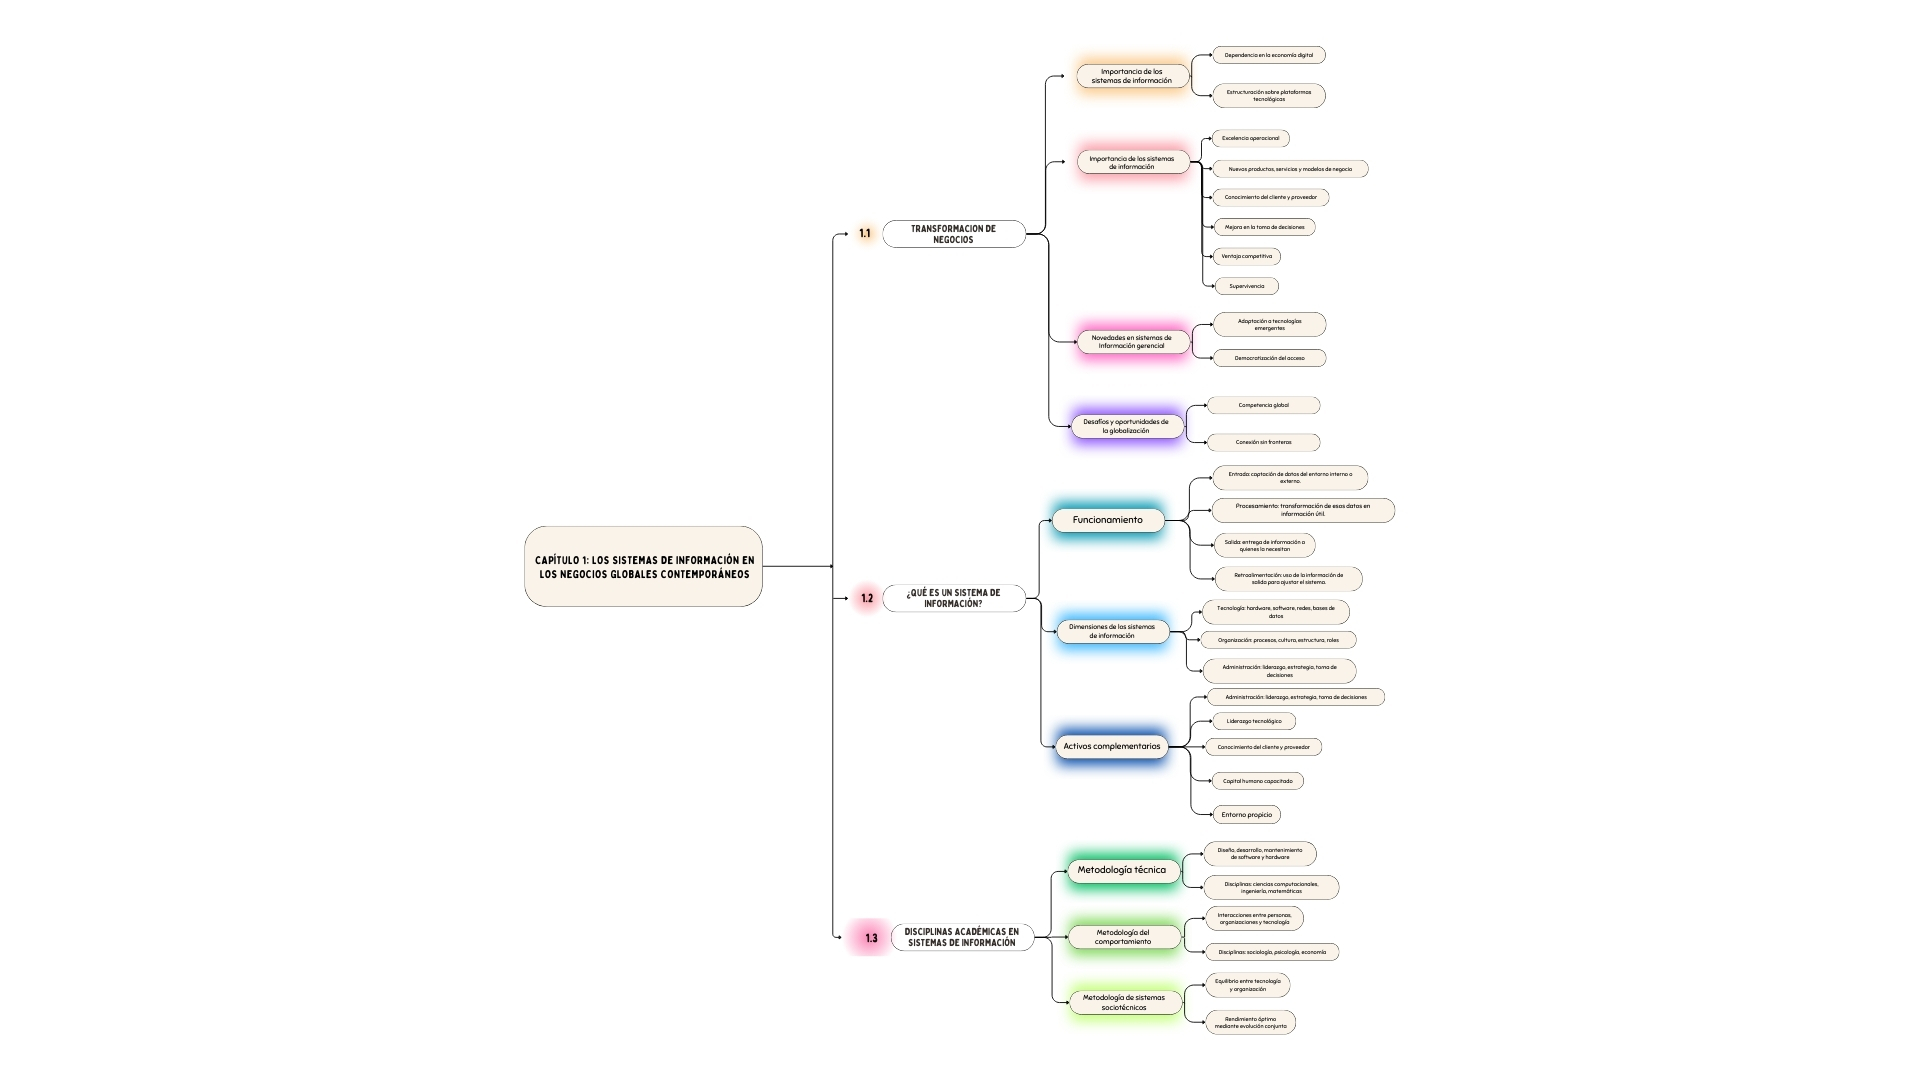 CAPÍTULO 1: LOS SISTEMAS DE INFORMACIÓN EN
LOS NEGOCIOS GLOBALES CONTEMPORÁNEOS
1.1
TRANSFORMACION DE
NEGOCIOS
Importancia de los
sistemas de información
Dependencia en la economía digital
Estructuración sobre plataformas
tecnológicas
Importancia de los sistemas
de información
Excelencia operacional
Nuevos productos, servicios y modelos de negocio
Conocimiento del cliente y proveedor
Mejora en la toma de decisiones
Ventaja competitiva
Supervivencia
Novedades en sistemas de
Información gerencial
Adaptación a tecnologías
emergentes
Democratización del acceso
Desafíos y oportunidades de
la globalización
Competencia global
Conexión sin fronteras
1.2
¿QUÉ ES UN SISTEMA DE
INFORMACIÓN?
Funcionamiento
Entrada: captación de datos del entorno interno o
externo.
Procesamiento: transformación de esos datos en
información útil.
Salida: entrega de información a
quienes la necesitan
Retroalimentación: uso de la información de
salida para ajustar el sistema.
Dimensiones de los sistemas
de información
Tecnología: hardware, software, redes, bases de
datos
Organización: procesos, cultura, estructura, roles
Administración: liderazgo, estrategia, toma de
decisiones
Activos complementarios
Administración: liderazgo, estrategia, toma de decisiones
Liderazgo tecnológico
Conocimiento del cliente y proveedor
Capital humano capacitado
Entorno propicio
1.3
DISCIPLINAS ACADÉMICAS EN
SISTEMAS DE INFORMACIÓN
Metodología técnica
Diseño, desarrollo, mantenimiento
de software y hardware
Disciplinas: ciencias computacionales,
ingeniería, matemáticas
Metodología del
comportamiento
Interacciones entre personas,
organizaciones y tecnología
Disciplinas: sociología, psicología, economía
Metodología de sistemas
sociotécnicos
Equilibrio entre tecnología
y organización
Rendimiento óptimo
mediante evolución conjunta